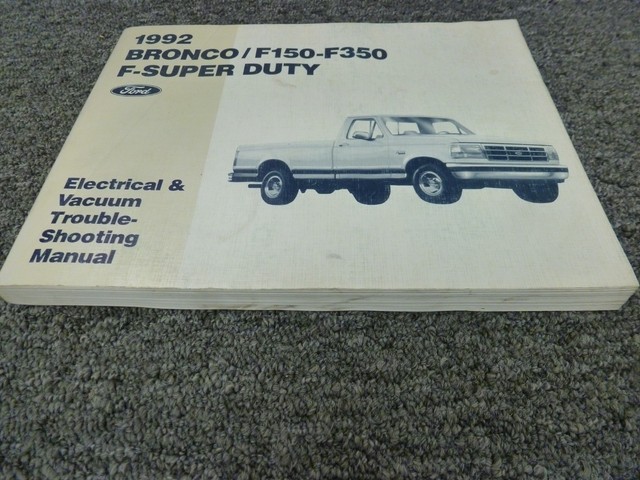 1992
BRONCO/F150-F350
F-SUPER DUTY
Ford
Electrical &
Vacuum
Trouble-
Shooting
Manual